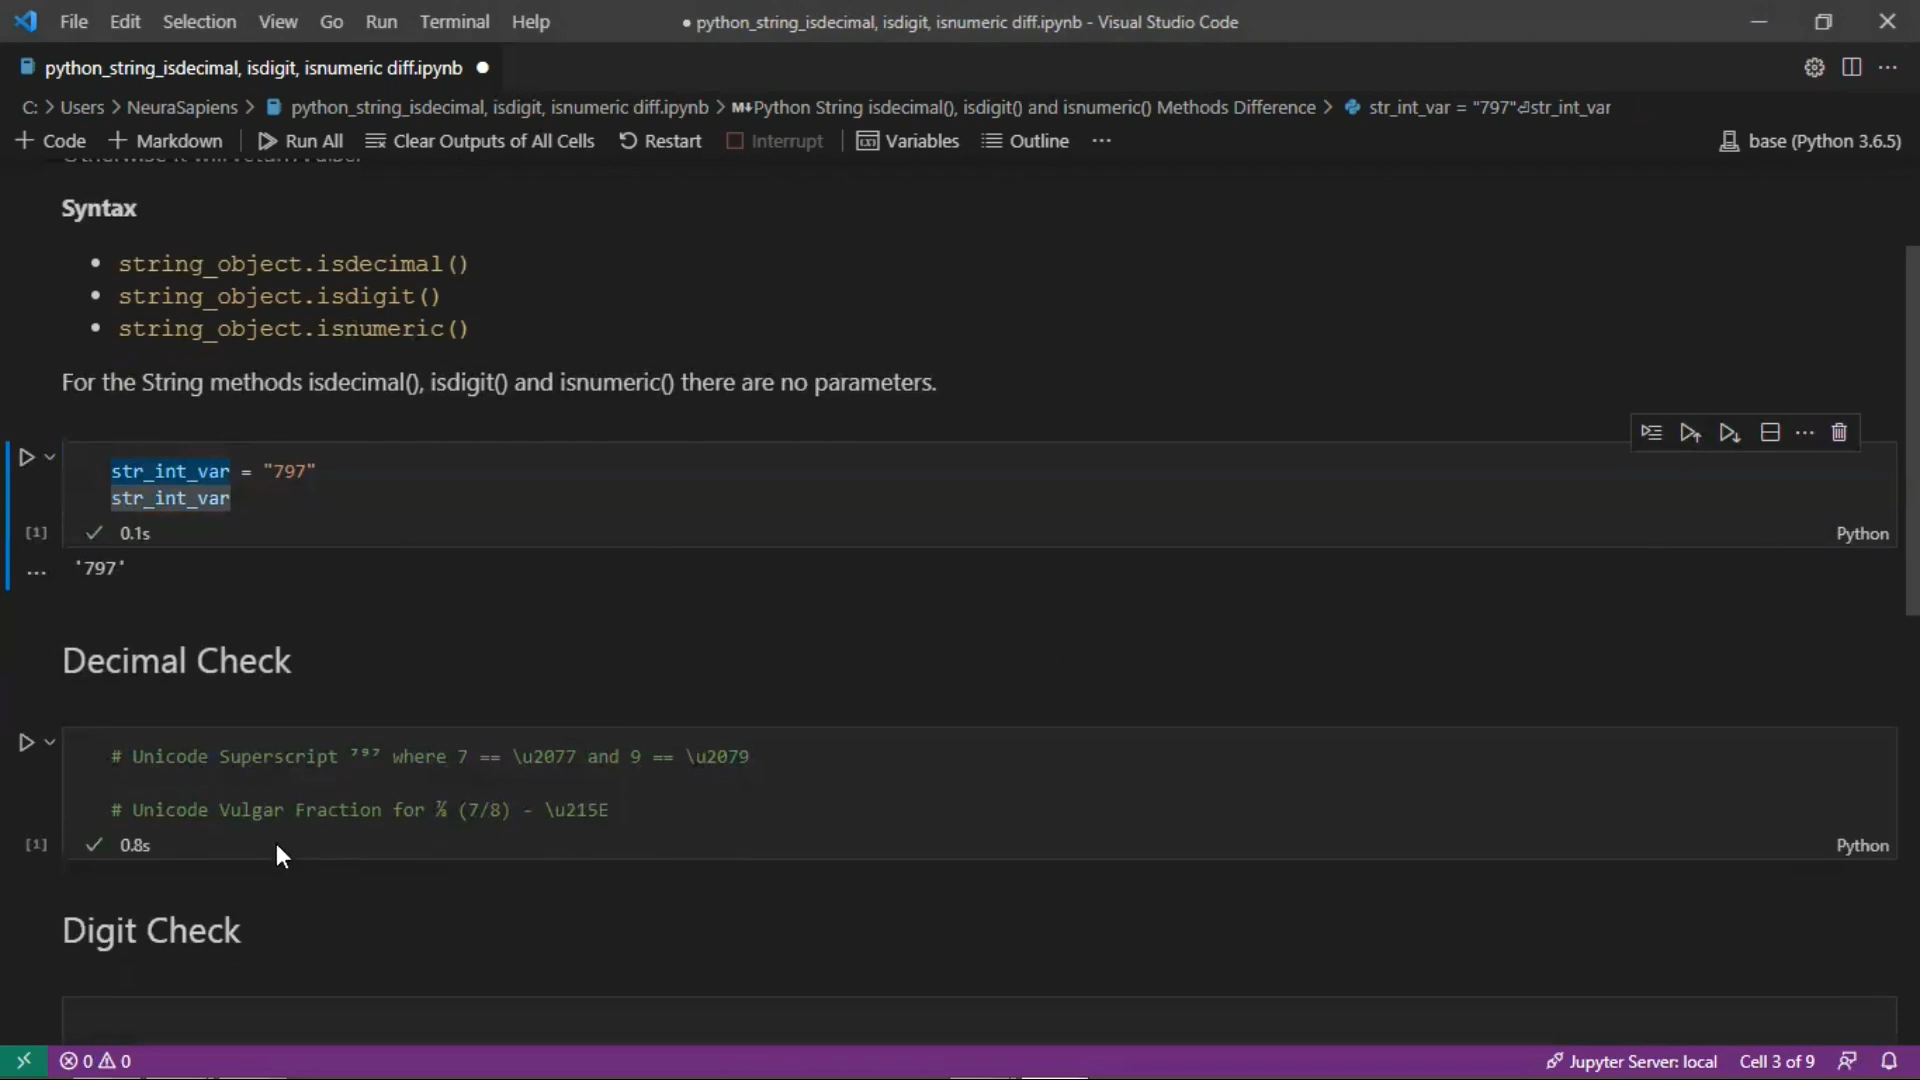 File Edit Selection View Go Run Terminal Help ● python_string_isdecimal, isdigit, isnumeric diff.ipynb - Visual Studio Code
python_string_isdecimal, isdigit, isnumeric diff.ipynb ●
C: > Users > NeuraSapiens > python_string_isdecimal, isdigit, isnumeric diff.ipynb > M↓Python String isdecimal(), isdigit() and isnumeric() Methods Difference > str_int_var = "797"⏎str_int_var
+ Code + Markdown Run All Clear Outputs of All Cells Restart Interrupt Variables Outline ··· base (Python 3.6.5)
Syntax
• string_object.isdecimal()
• string_object.isdigit()
• string_object.isnumeric()
For the String methods isdecimal(), isdigit() and isnumeric() there are no parameters.
str_int_var = "797"
str_int_var
[1] ✓ 0.1s Python
... '797'
Decimal Check
# Unicode Superscript ⁷⁹⁷ where 7 == \u2077 and 9 == \u2079
# Unicode Vulgar Fraction for ⅞ (7/8) - \u215E
[1] ✓ 0.8s Python
Digit Check
0 0 Jupyter Server: local Cell 3 of 9